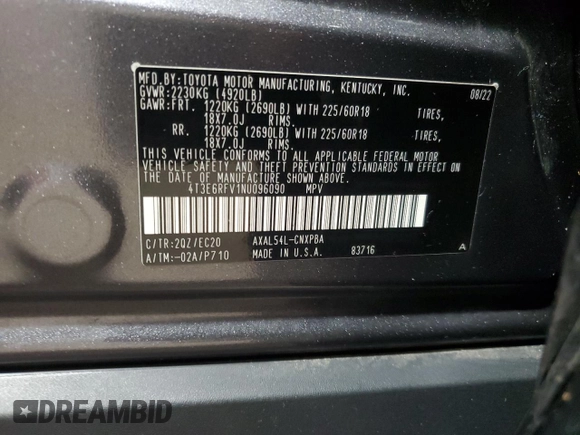 MFD.BY:TOYOTA MOTOR MANUFACTURING, KENTUCKY, INC.
GVWR:2230KG (4920LB) 08/22
GAWR:FRT. 1220KG (2690LB) WITH 225/60R18 TIRES,
18X7.0J RIMS.
RR. 1220KG (2690LB) WITH 225/60R18 TIRES,
18X7.0J RIMS.
THIS VEHICLE CONFORMS TO ALL APPLICABLE FEDERAL MOTOR
VEHICLE SAFETY AND THEFT PREVENTION STANDARDS IN EFFECT ON
THE DATE OF MANUFACTURE SHOWN ABOVE.
4T3E6RFV1NU096090 MPV
C/TR:2QZ/EC20 AXAL54L-CNXPBA
A/TM:-02A/P710 MADE IN U.S.A. 83716 A
DREAMBID